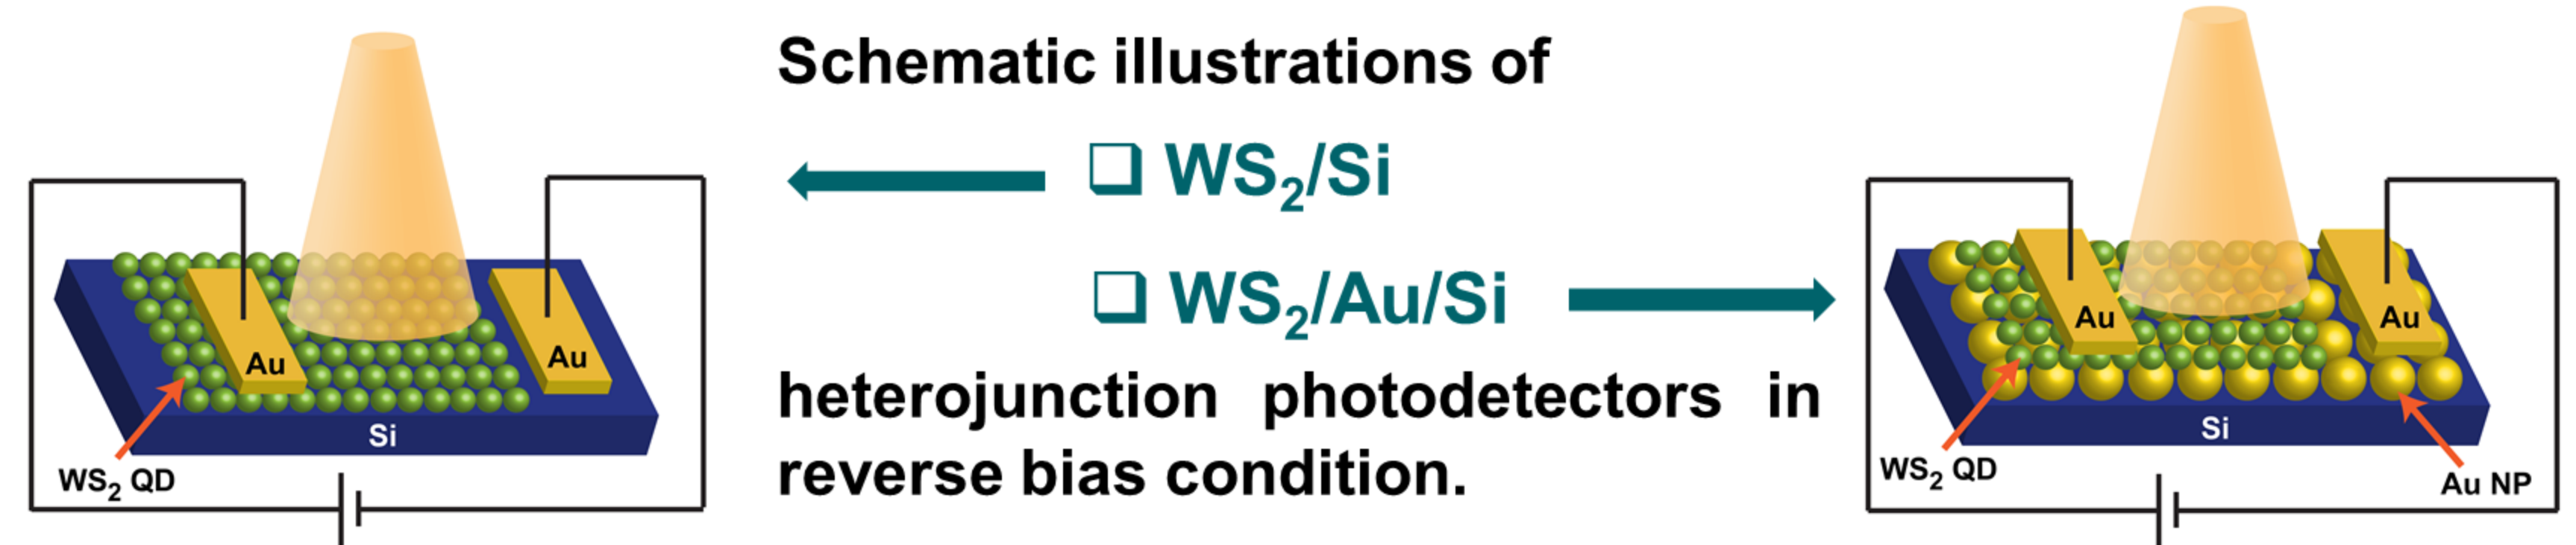 Schematic illustrations of
❑ WS₂/Si
❑ WS₂/Au/Si
heterojunction photodetectors in
reverse bias condition.
Au
Au
Si
WS₂ QD
Au
Au
Si
WS₂ QD
Au NP